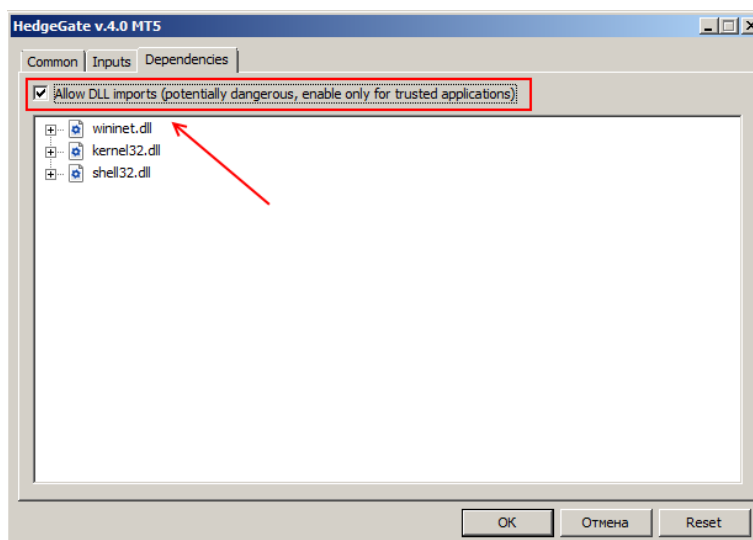 HedgeGate v.4.0 MT5
Common Inputs Dependencies
Allow DLL imports (potentially dangerous, enable only for trusted applications)
wininet.dll
kernel32.dll
shell32.dll
OK Отмена Reset